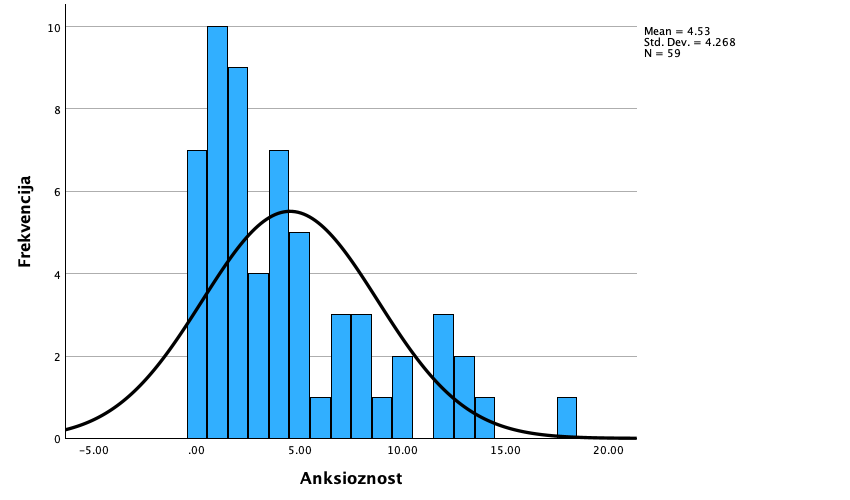 Mean = 4.53
Std. Dev. = 4.268
N = 59
Frekvencija
10
8
6
4
2
0
–5.00 .00 5.00 10.00 15.00 20.00
Anksioznost